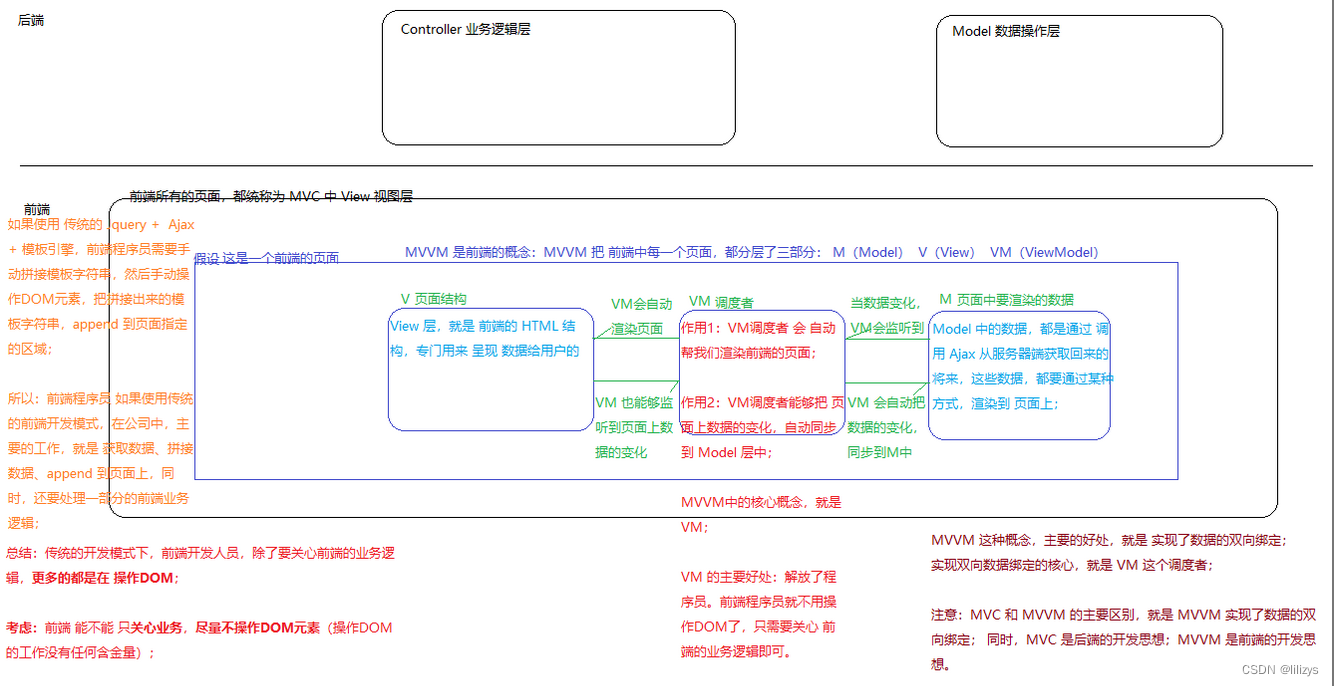 后端
Controller 业务逻辑层
Model 数据操作层
前端所有的页面，都统称为 MVC 中 View 视图层
前端
如果使用 传统的 Jquery + Ajax
+ 模板引擎，前端程序员需要手
动拼接模板字符串，然后手动操
作DOM元素，把拼接出来的模
板字符串，append 到页面指定
的区域；
所以：前端程序员 如果使用传统
的前端开发模式，在公司中，主
要的工作，就是 获取数据、拼接
数据、append 到页面上，同
时，还要处理一部分的前端业务
逻辑；
总结：传统的开发模式下，前端开发人员，除了要关心前端的业务逻
辑，更多的都是在 操作DOM；
考虑：前端 能不能 只关心业务，尽量不操作DOM元素（操作DOM
的工作没有任何含金量）；
假设 这是一个前端的页面
MVVM 是前端的概念：MVVM 把 前端中每一个页面，都分层了三部分： M（Model） V（View） VM（ViewModel）
V 页面结构
View 层，就是 前端的 HTML 结
构，专门用来 呈现 数据给用户的
VM会自动
渲染页面
VM 也能够监
听到页面上数
据的变化
VM 调度者
作用1：VM调度者 会 自动
帮我们渲染前端的页面；
作用2：VM调度者能够把 页
面上数据的变化，自动同步
到 Model 层中；
当数据变化，
VM会监听到
VM 会自动把
数据的变化，
同步到M中
M 页面中要渲染的数据
Model 中的数据，都是通过 调
用 Ajax 从服务器端获取回来的
将来，这些数据，都要通过某种
方式，渲染到 页面上；
MVVM中的核心概念，就是
VM；
VM 的主要好处：解放了程
序员。前端程序员就不用操
作DOM了，只需要关心 前
端的业务逻辑即可。
MVVM 这种概念，主要的好处，就是 实现了数据的双向绑定；
实现双向数据绑定的核心，就是 VM 这个调度者；
注意：MVC 和 MVVM 的主要区别，就是 MVVM 实现了数据的双
向绑定； 同时，MVC 是后端的开发思想；MVVM 是前端的开发思
想。
CSDN @lilizys